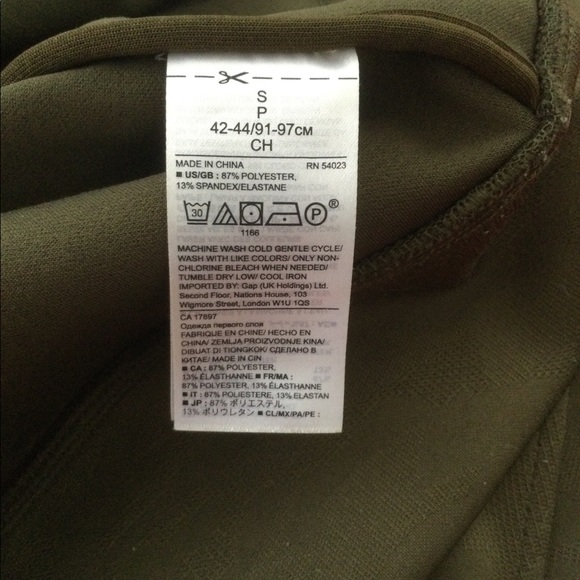 S
P
42-44/91-97CM
CH
MADE IN CHINA RN 54023
■ US/GB : 87% POLYESTER,
13% SPANDEX/ELASTANE
30 P ®
1166
MACHINE WASH COLD GENTLE CYCLE/
WASH WITH LIKE COLORS/ ONLY NON-
CHLORINE BLEACH WHEN NEEDED/
TUMBLE DRY LOW/ COOL IRON
IMPORTED BY: Gap (UK Holdings) Ltd.
Second Floor, Nations House, 103
Wigmore Street, London W1U 1QS
CA 17897
Одежда первого слоя
FABRIQUE EN CHINE/ HECHO EN
CHINA/ ZEMLJA PROIZVODNJE KINA/
DIBUAT DI TIONGKOK/ СДЕЛАНО В
КИТАЕ/ MADE IN CIN
■ CA : 87% POLYESTER,
13% ÉLASTHANNE ■ FR/MA :
87% POLYESTER, 13% ÉLASTHANNE
■ IT : 87% POLIESTERE, 13% ELASTAN
■ JP : 87% ポリエステル,
13% ポリウレタン ■ CL/MX/PA/PE :